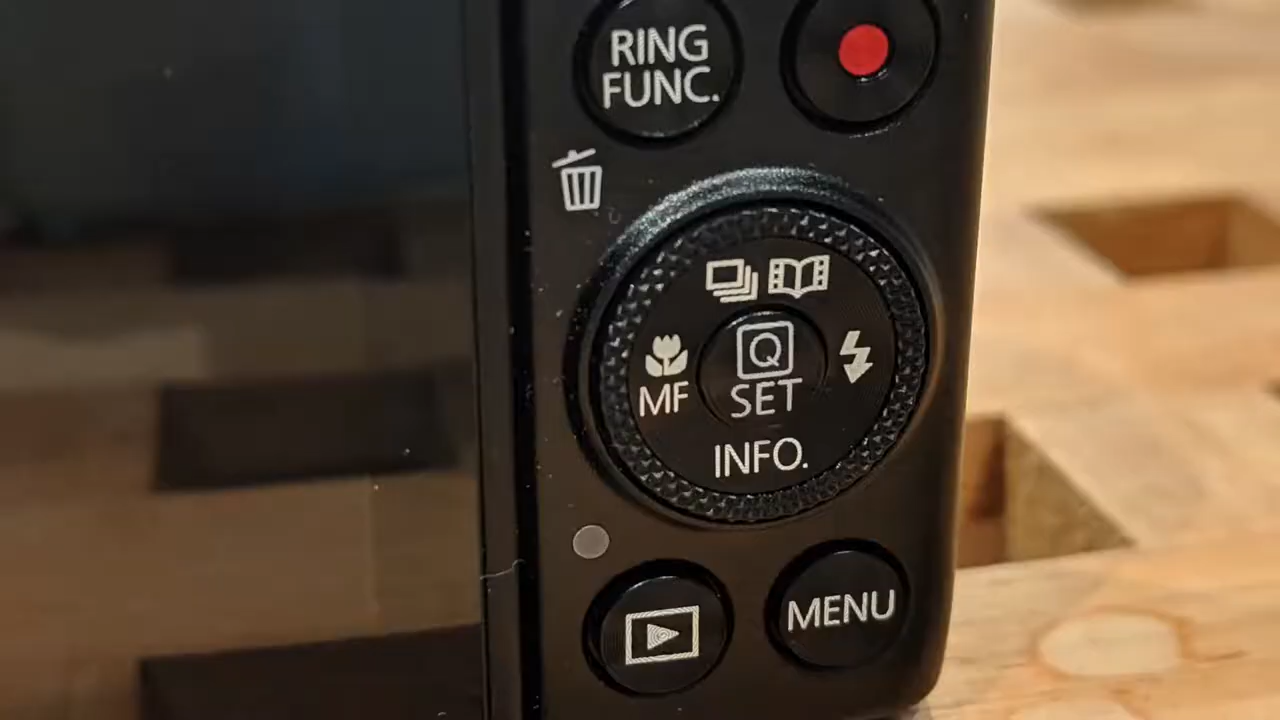 RING
FUNC.
Q
MF
SET
INFO.
MENU